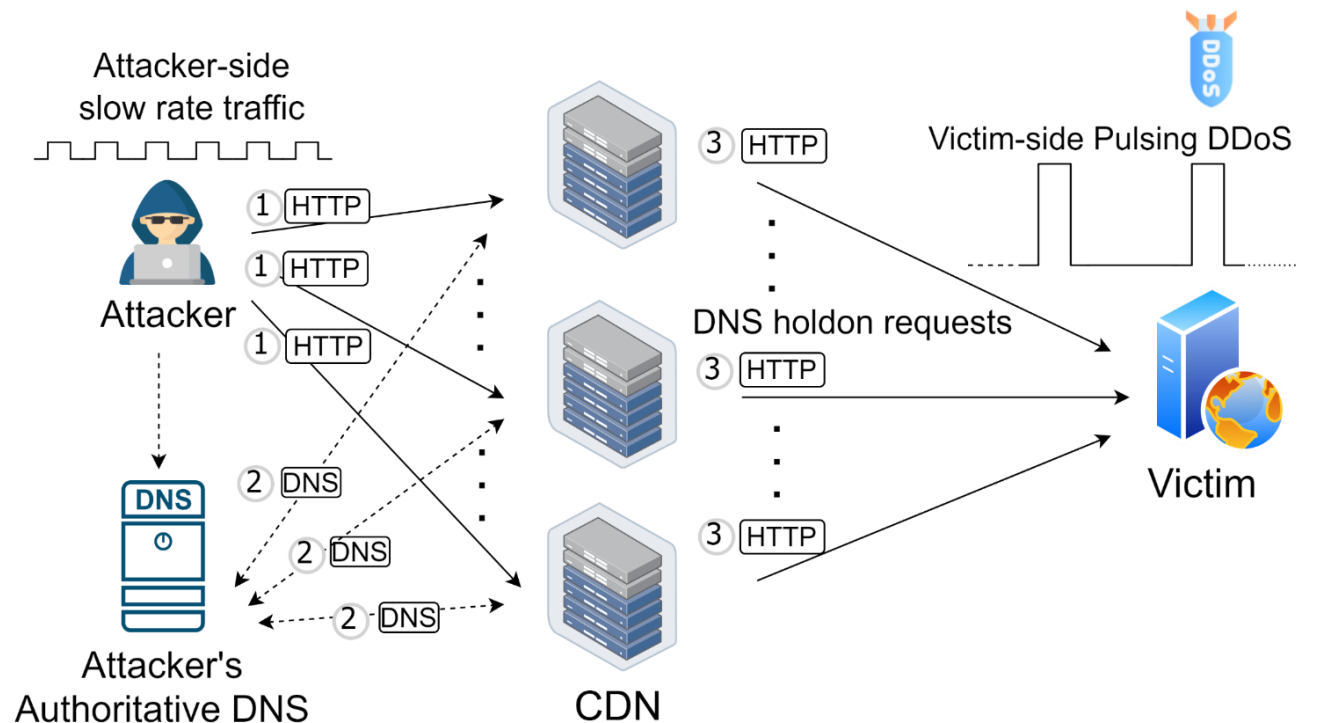 Attacker-side
slow rate traffic
DDoS
Victim-side Pulsing DDoS
1 HTTP
1 HTTP
1 HTTP
Attacker
3 HTTP
DNS holdon requests
3 HTTP
3 HTTP
Victim
2 DNS
2 DNS
2 DNS
DNS
Attacker's
Authoritative DNS
CDN